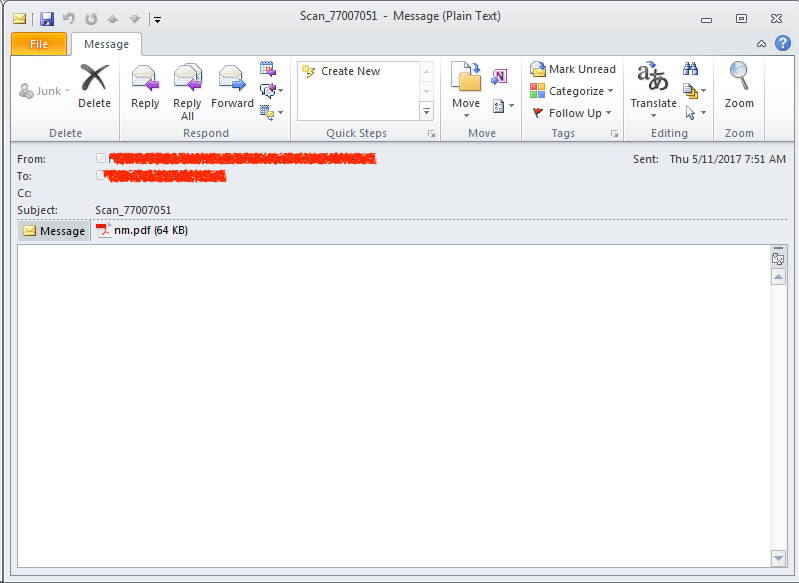 Scan_77007051 - Message (Plain Text)
File Message
Junk
Delete
Delete
Reply
Reply All
Forward
Respond
Create New
Quick Steps
Move
Move
Mark Unread
Categorize
Follow Up
Tags
Translate
Editing
Zoom
Zoom
From: Sent: Thu 5/11/2017 7:51 AM
To:
Cc:
Subject: Scan_77007051
Message nm.pdf (64 KB)